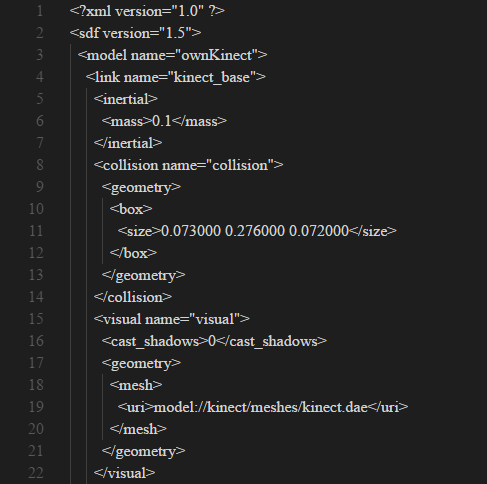 1 <?xml version="1.0" ?>
2 <sdf version="1.5">
3 <model name="ownKinect">
4 <link name="kinect_base">
5 <inertial>
6 <mass>0.1</mass>
7 </inertial>
8 <collision name="collision">
9 <geometry>
10 <box>
11 <size>0.073000 0.276000 0.072000</size>
12 </box>
13 </geometry>
14 </collision>
15 <visual name="visual">
16 <cast_shadows>0</cast_shadows>
17 <geometry>
18 <mesh>
19 <uri>model://kinect/meshes/kinect.dae</uri>
20 </mesh>
21 </geometry>
22 </visual>